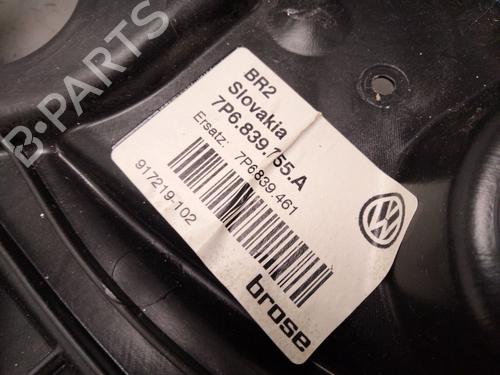 BR2
Slovakia
7P6.839.755.A
Ersatz: 7P6839.461
917219-102
brose
B-PARTS